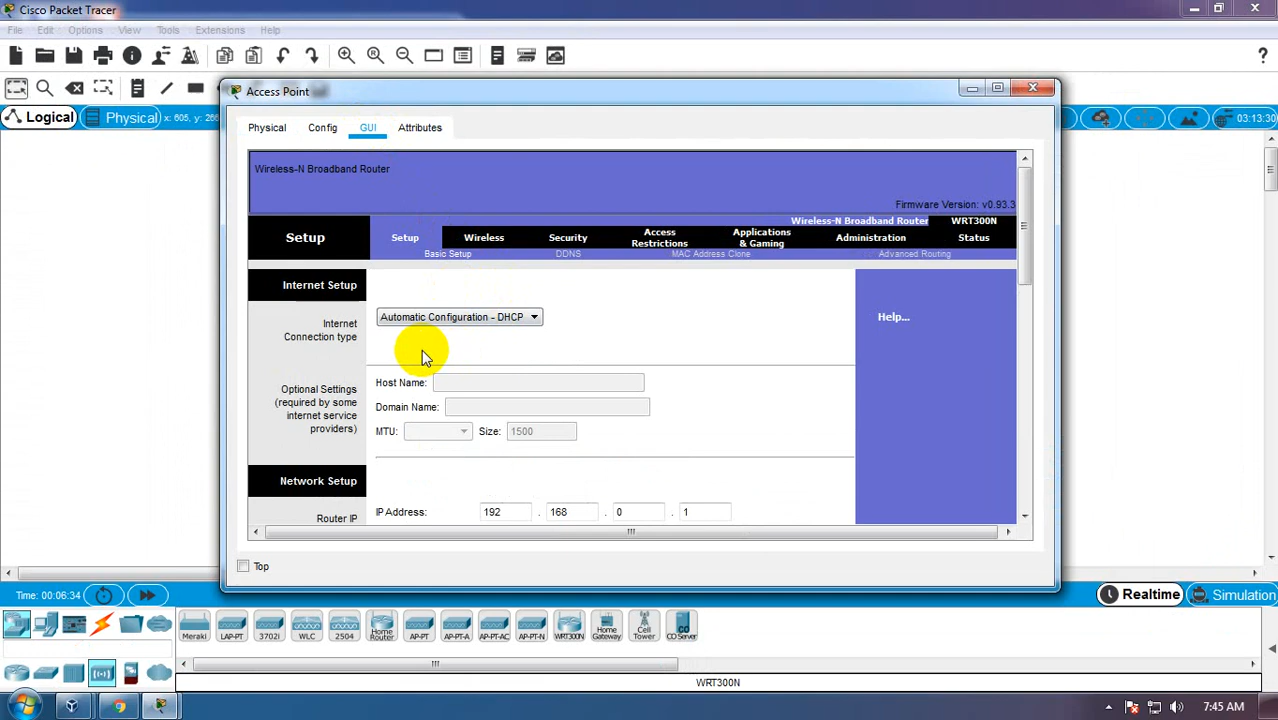 Cisco Packet Tracer
File Edit Options View Tools Extensions Help
Logical Physical x: 605, y: 266
03:13:30
Access Point
Physical Config GUI Attributes
Wireless-N Broadband Router
Firmware Version: v0.93.3
Wireless-N Broadband Router WRT300N
Setup Setup Wireless Security Access Restrictions Applications & Gaming Administration Status
Basic Setup DDNS MAC Address Clone Advanced Routing
Internet Setup
Internet
Connection type
Automatic Configuration - DHCP
Help...
Optional Settings
(required by some
internet service
providers)
Host Name:
Domain Name:
MTU: Size: 1500
Network Setup
Router IP
IP Address: 192 . 168 . 0 . 1
Top
Time: 00:06:34
Realtime Simulation
Meraki LAP-PT 3702i WLC 2504 Home Router AP-PT AP-PT-A AP-PT-AC AP-PT-N WRT300N Home Gateway Cell Tower CO Server
WRT300N
7:45 AM